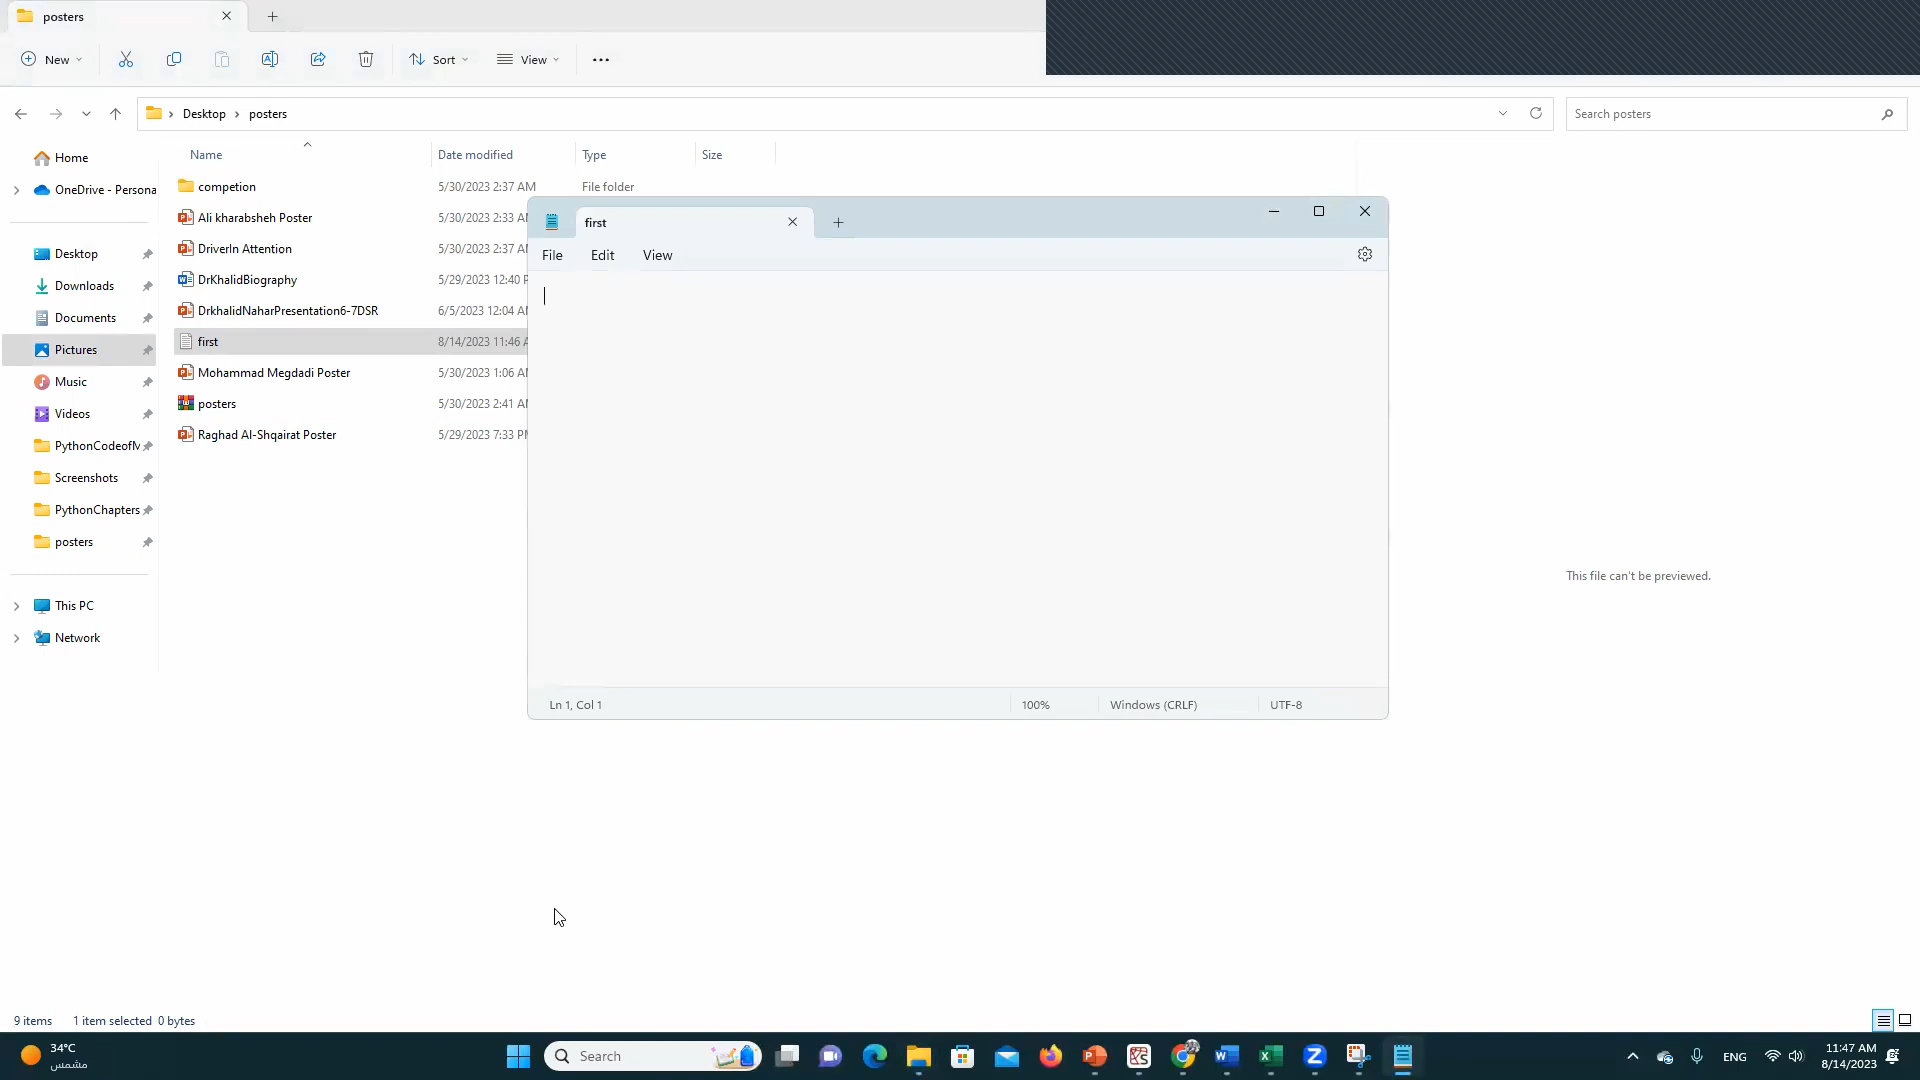 posters
New
Sort
View
Desktop
posters
Search posters
Name
Date modified
Type
Size
Home
OneDrive - Persona
Desktop
Downloads
Documents
Pictures
Music
Videos
PythonCodeofM
Screenshots
PythonChapters
posters
This PC
Network
competion 5/30/2023 2:37 AM File folder
Ali kharabsheh Poster 5/30/2023 2:33 AM
DriverIn Attention 5/30/2023 2:37 AM
DrKhalidBiography 5/29/2023 12:40 P
DrkhalidNaharPresentation6-7DSR 6/5/2023 12:04 AM
first 8/14/2023 11:46 A
Mohammad Megdadi Poster 5/30/2023 1:06 AM
posters 5/30/2023 2:41 AM
Raghad Al-Shqairat Poster 5/29/2023 7:33 PM
first
File Edit View
Ln 1, Col 1
100%
Windows (CRLF)
UTF-8
This file can't be previewed.
9 items 1 item selected 0 bytes
34°C
مشمس
Search
ENG
11:47 AM
8/14/2023